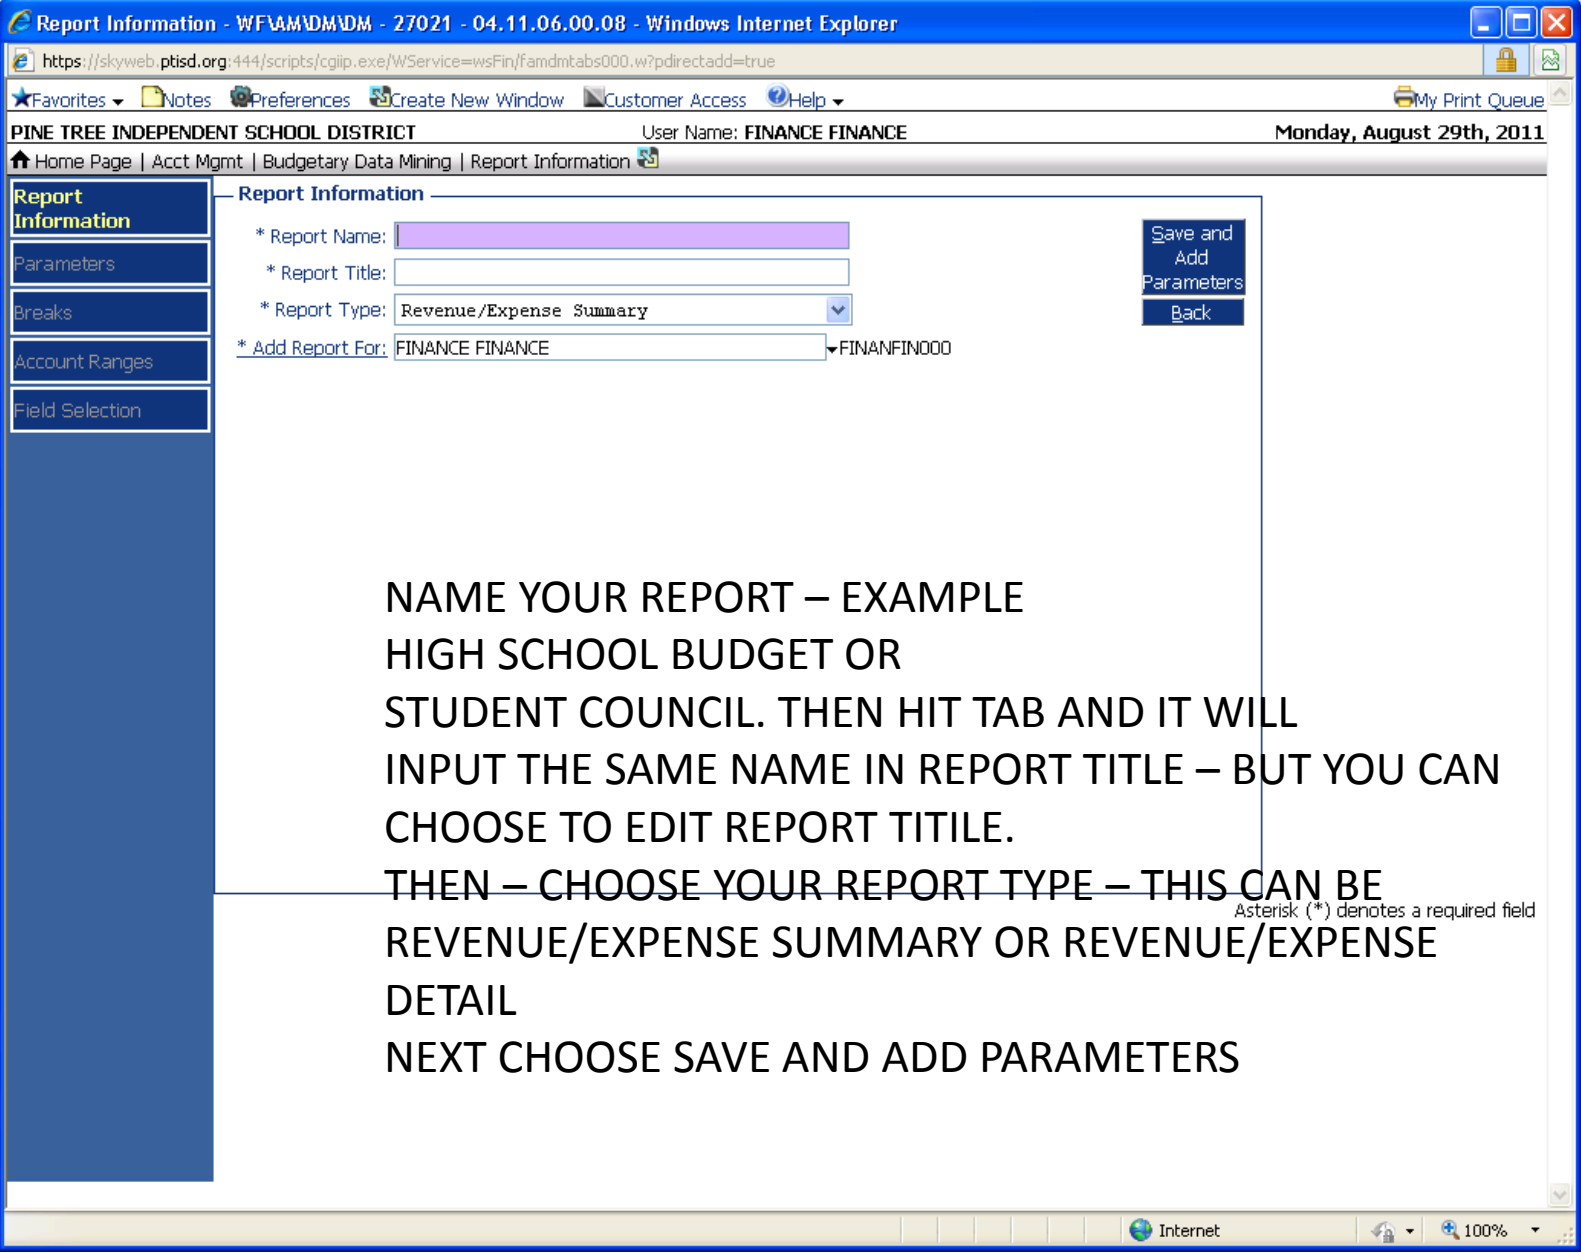 Report Information - WF\AM\DM\DM - 27021 - 04.11.06.00.08 - Windows Internet Explorer
https://skyweb.ptisd.org:444/scripts/cgiip.exe/WService=wsFin/famdmtabs000.w?pdirectadd=true
Favorites Notes Preferences Create New Window Customer Access Help My Print Queue
PINE TREE INDEPENDENT SCHOOL DISTRICT User Name: FINANCE FINANCE Monday, August 29th, 2011
Home Page | Acct Mgmt | Budgetary Data Mining | Report Information
Report
Information
Parameters
Breaks
Account Ranges
Field Selection
Report Information
* Report Name:
* Report Title:
* Report Type: Revenue/Expense Summary
* Add Report For: FINANCE FINANCE FINANFIN000
Save and
Add
Parameters
Back
NAME YOUR REPORT – EXAMPLE
HIGH SCHOOL BUDGET OR
STUDENT COUNCIL. THEN HIT TAB AND IT WILL
INPUT THE SAME NAME IN REPORT TITLE – BUT YOU CAN
CHOOSE TO EDIT REPORT TITILE.
THEN – CHOOSE YOUR REPORT TYPE – THIS CAN BE
Asterisk (*) denotes a required field
REVENUE/EXPENSE SUMMARY OR REVENUE/EXPENSE
DETAIL
NEXT CHOOSE SAVE AND ADD PARAMETERS
Internet 100%